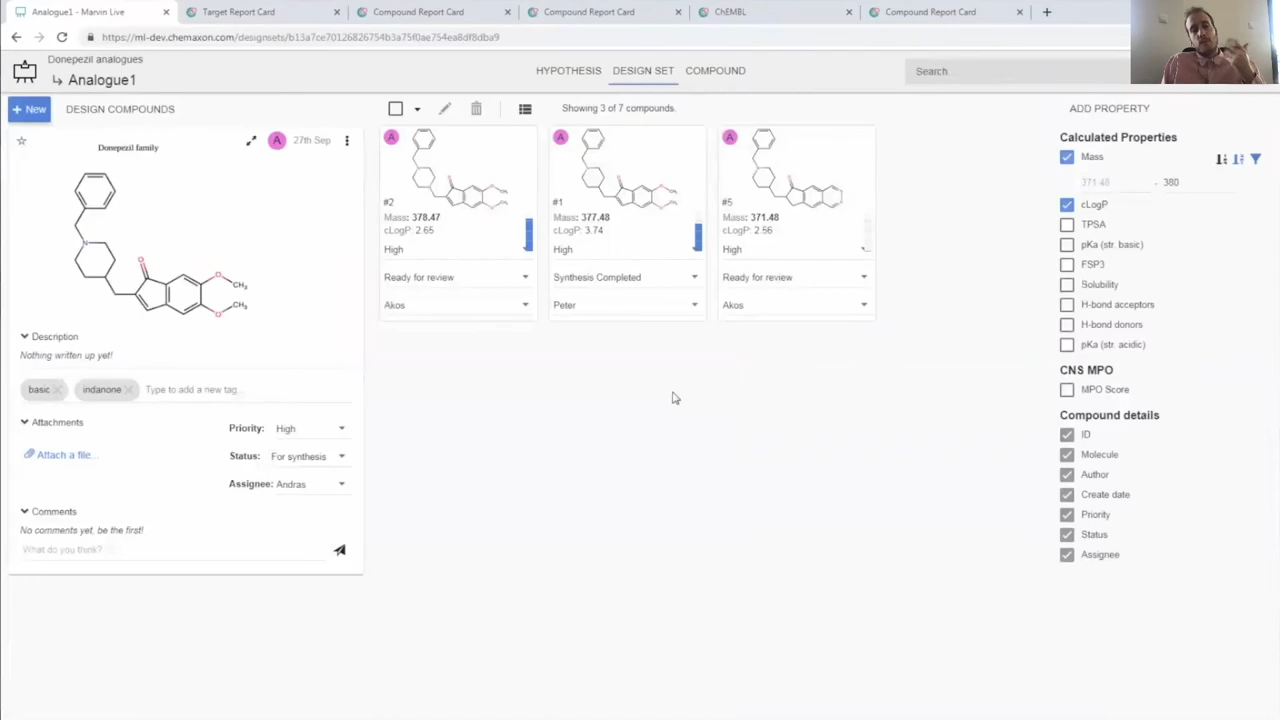 Analogue1 - Marvin Live
Target Report Card
Compound Report Card
Compound Report Card
ChEMBL
Compound Report Card
https://ml-dev.chemaxon.com/designsets/b13a7ce70126826754b3a75f0ae754ea8df8dba9
Donepezil analogues
Analogue1
HYPOTHESIS
DESIGN SET
COMPOUND
Search...
+ New
DESIGN COMPOUNDS
Showing 3 of 7 compounds.
ADD PROPERTY
A
27th Sep
Donepezil family
N
O
O
CH3
O
CH3
Description
Nothing written up yet!
basic
indanone
Type to add a new tag...
Attachments
Attach a file...
Priority: High
Status: For synthesis
Assignee: Andras
Comments
No comments yet, be the first!
What do you think?
A
#2
Mass: 378.47
cLogP: 2.65
High
Ready for review
Akos
A
#1
Mass: 377.48
cLogP: 3.74
High
Synthesis Completed
Peter
A
#5
Mass: 371.48
cLogP: 2.56
High
Ready for review
Akos
Calculated Properties
Mass
371.48 - 380
cLogP
TPSA
pKa (str. basic)
FSP3
Solubility
H-bond acceptors
H-bond donors
pKa (str. acidic)
CNS MPO
MPO Score
Compound details
ID
Molecule
Author
Create date
Priority
Status
Assignee